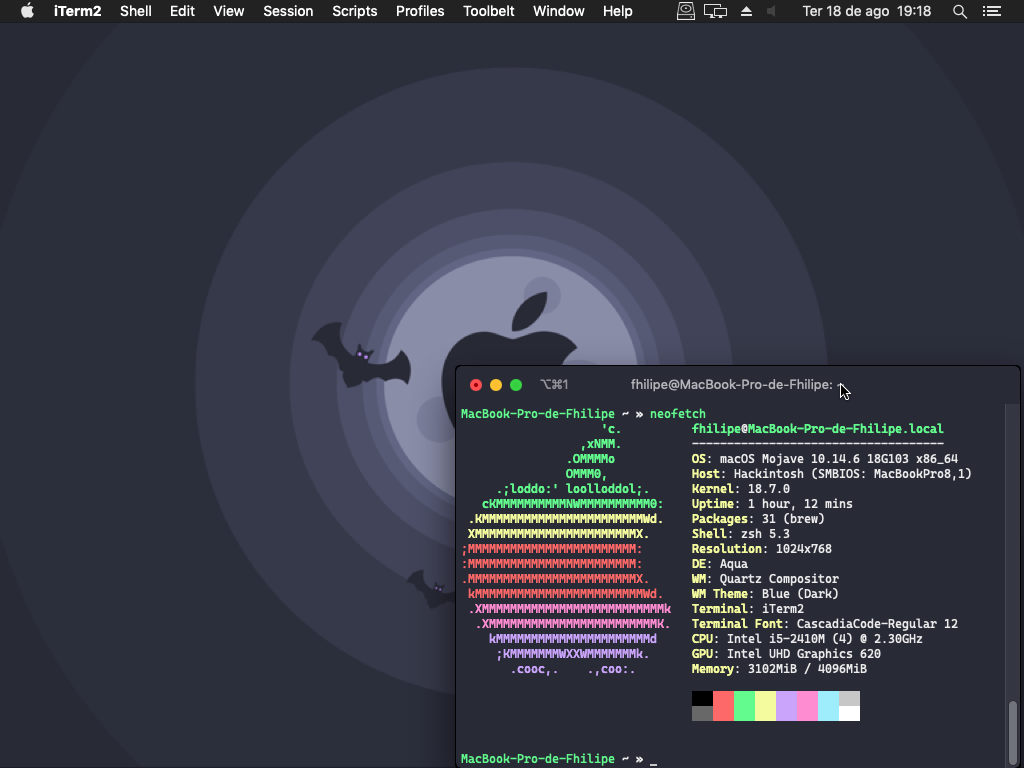 iTerm2 Shell Edit View Session Scripts Profiles Toolbelt Window Help Ter 18 de ago 19:18
⌥⌘1 fhilipe@MacBook-Pro-de-Fhilipe: ~
MacBook-Pro-de-Fhilipe ~ » neofetch
'c. fhilipe@MacBook-Pro-de-Fhilipe.local
,xNMM. ------------------------------------
.OMMMMo OS: macOS Mojave 10.14.6 18G103 x86_64
OMMM0, Host: Hackintosh (SMBIOS: MacBookPro8,1)
.;loddo:' loolloddol;. Kernel: 18.7.0
cKMMMMMMMMMMNWMMMMMMMMMM0: Uptime: 1 hour, 12 mins
.KMMMMMMMMMMMMMMMMMMMMMMMWd. Packages: 31 (brew)
XMMMMMMMMMMMMMMMMMMMMMMMX. Shell: zsh 5.3
;MMMMMMMMMMMMMMMMMMMMMMMM: Resolution: 1024x768
:MMMMMMMMMMMMMMMMMMMMMMMM: DE: Aqua
.MMMMMMMMMMMMMMMMMMMMMMMMX. WM: Quartz Compositor
kMMMMMMMMMMMMMMMMMMMMMMMMWd. WM Theme: Blue (Dark)
.XMMMMMMMMMMMMMMMMMMMMMMMMMMk Terminal: iTerm2
.XMMMMMMMMMMMMMMMMMMMMMMMMK. Terminal Font: CascadiaCode-Regular 12
kMMMMMMMMMMMMMMMMMMMMMMd CPU: Intel i5-2410M (4) @ 2.30GHz
;KMMMMMMMWXXWMMMMMMMk. GPU: Intel UHD Graphics 620
.cooc,. .,coo:. Memory: 3102MiB / 4096MiB
MacBook-Pro-de-Fhilipe ~ » _